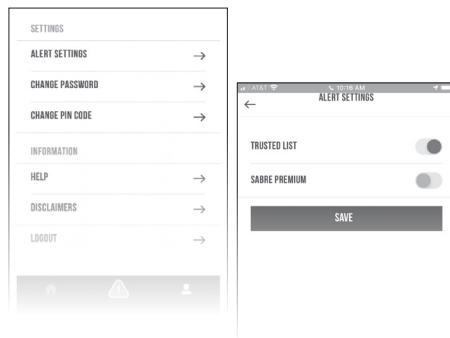 SETTINGS
ALERT SETTINGS
CHANGE PASSWORD
CHANGE PIN CODE
INFORMATION
HELP
DISCLAIMERS
LOGOUT
AT&T 10:16 AM
ALERT SETTINGS
TRUSTED LIST
SABRE PREMIUM
SAVE